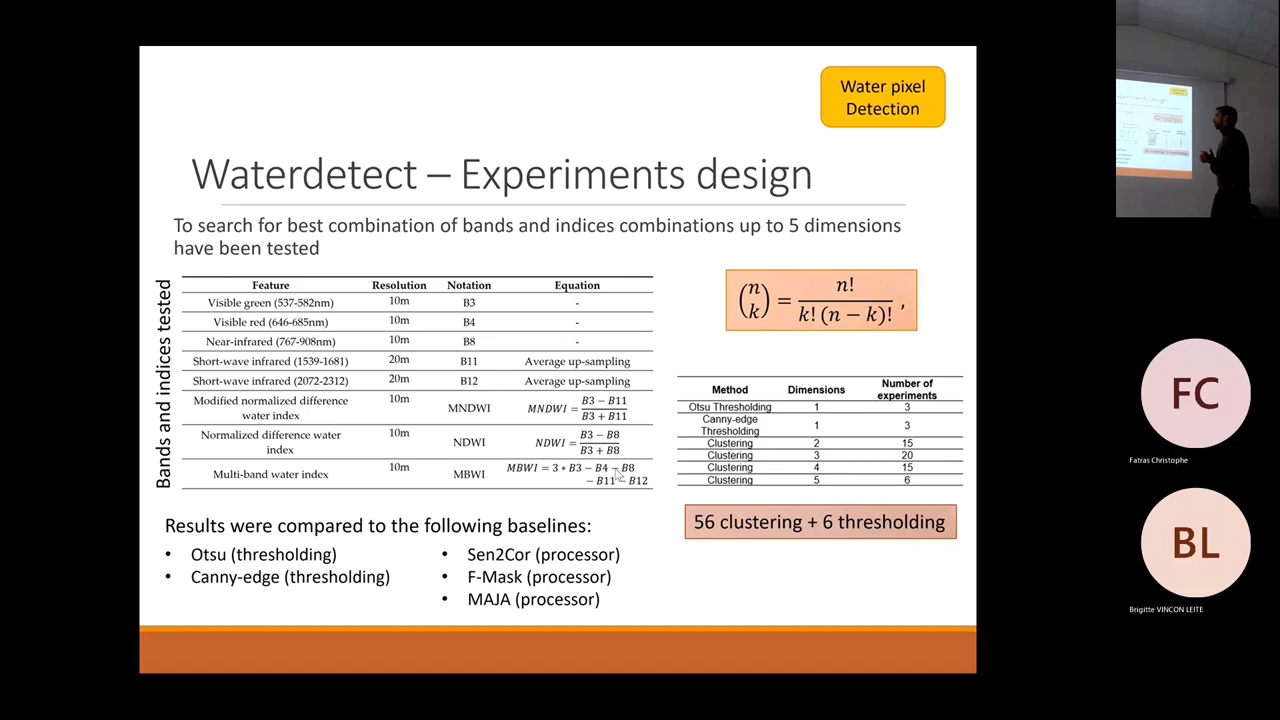 Water pixel
Detection
Waterdetect – Experiments design
To search for best combination of bands and indices combinations up to 5 dimensions
have been tested
Bands and indices tested
Feature Resolution Notation Equation
Visible green (537-582nm) 10m B3 -
Visible red (646-685nm) 10m B4 -
Near-infrared (767-908nm) 10m B8 -
Short-wave infrared (1539-1681) 20m B11 Average up-sampling
Short-wave infrared (2072-2312) 20m B12 Average up-sampling
Modified normalized difference
water index 10m MNDWI MNDWI = (B3 − B11) / (B3 + B11)
Normalized difference water
index 10m NDWI NDWI = (B3 − B8) / (B3 + B8)
Multi-band water index 10m MBWI MBWI = 3 * B3 − B4 − B8
− B11 − B12
(n k) = n! / k! (n − k)! ,
Method Dimensions Number of
experiments
Otsu Thresholding 1 3
Canny-edge
Thresholding 1 3
Clustering 2 15
Clustering 3 20
Clustering 4 15
Clustering 5 6
56 clustering + 6 thresholding
Results were compared to the following baselines:
• Otsu (thresholding)
• Canny-edge (thresholding)
• Sen2Cor (processor)
• F-Mask (processor)
• MAJA (processor)
FC
Fatras Christophe
BL
Brigitte VINCON LEITE